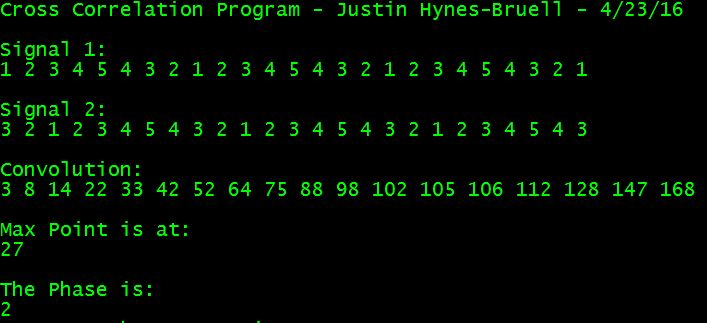 Cross Correlation Program - Justin Hynes-Bruell - 4/23/16
Signal 1:
1 2 3 4 5 4 3 2 1 2 3 4 5 4 3 2 1 2 3 4 5 4 3 2 1
Signal 2:
3 2 1 2 3 4 5 4 3 2 1 2 3 4 5 4 3 2 1 2 3 4 5 4 3
Convolution:
3 8 14 22 33 42 52 64 75 88 98 102 105 106 112 128 147 168
Max Point is at:
27
The Phase is:
2